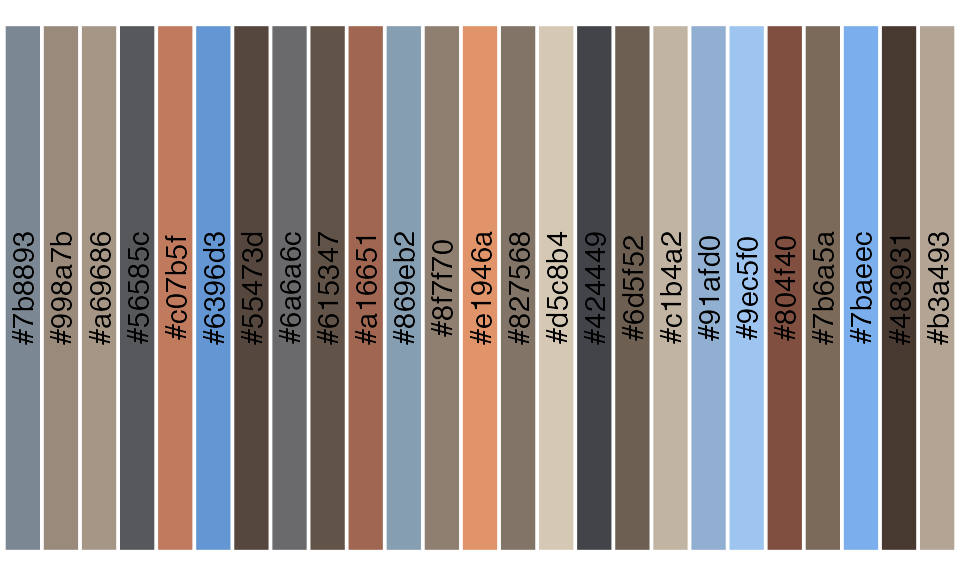 #7b8893
#998a7b
#a69686
#56585c
#c07b5f
#6396d3
#55473d
#6a6a6c
#615347
#a16651
#869eb2
#8f7f70
#e1946a
#827568
#d5c8b4
#424449
#6d5f52
#c1b4a2
#91afd0
#9ec5f0
#804f40
#7b6a5a
#7baeec
#483931
#b3a493